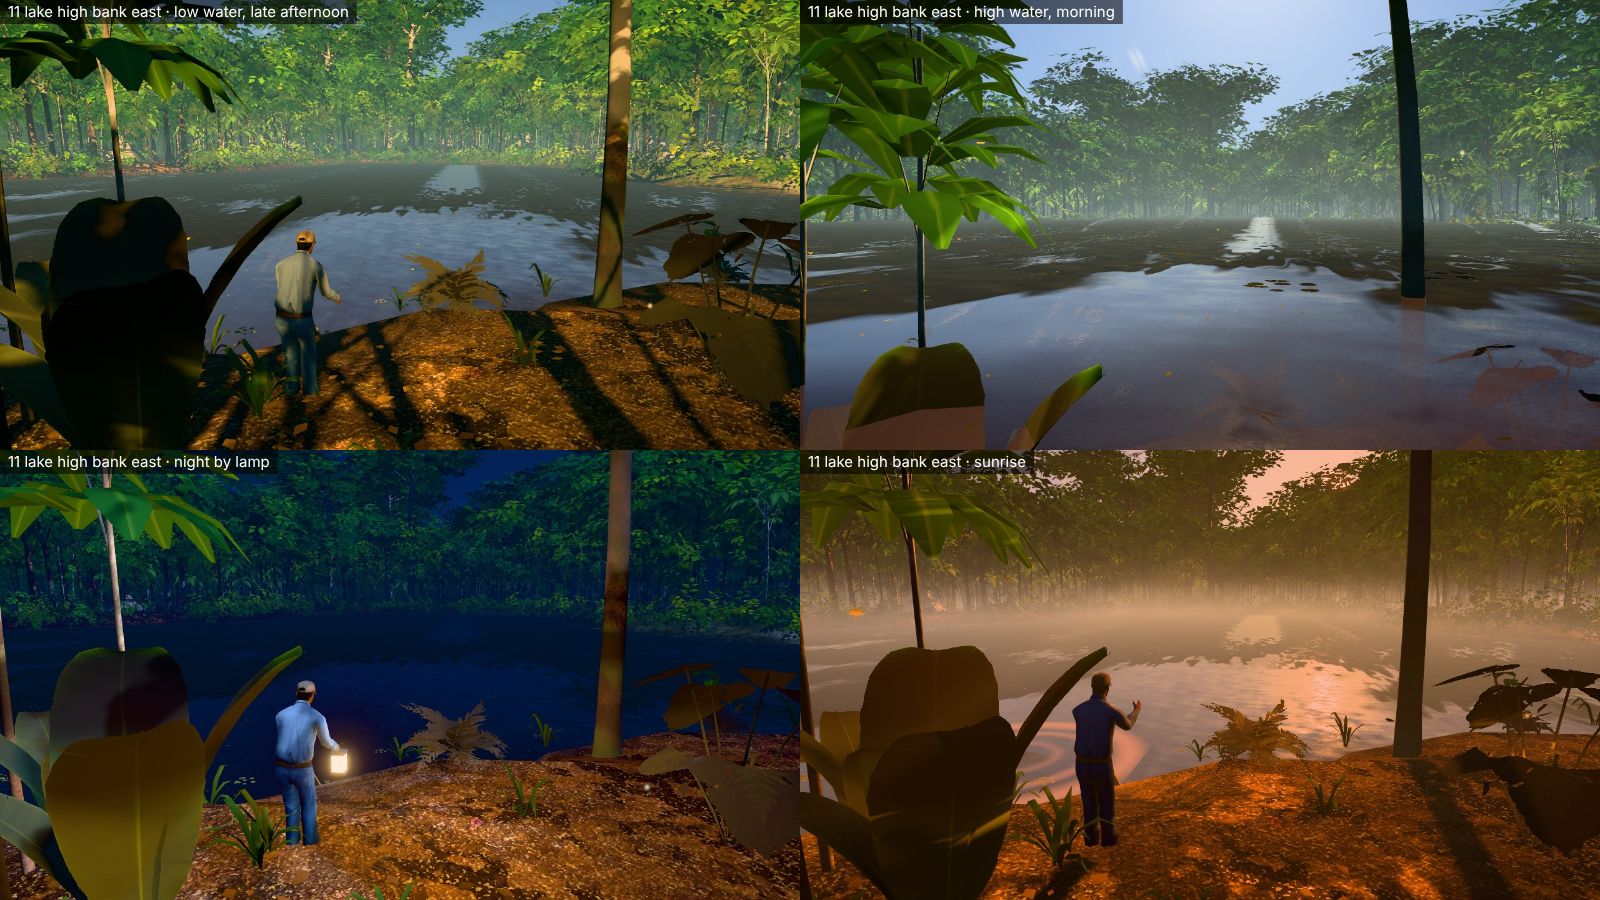 11 lake high bank east · low water, late afternoon
11 lake high bank east · high water, morning
11 lake high bank east · night by lamp
11 lake high bank east · sunrise